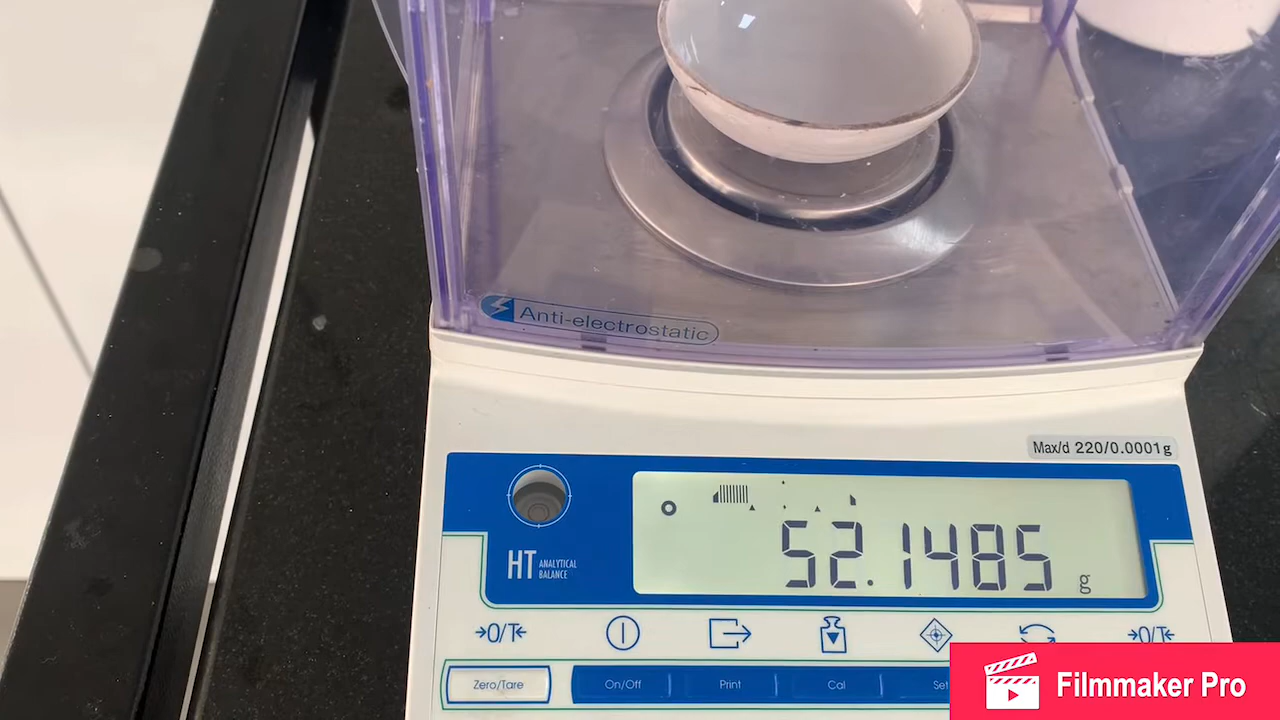 Anti-electrostatic
Max/d 220/0.0001g
52.1485 g
HT ANALYTICAL
BALANCE
→0/T← →0/T←
Zero/Tare On/Off Print Cal Set
Filmmaker Pro